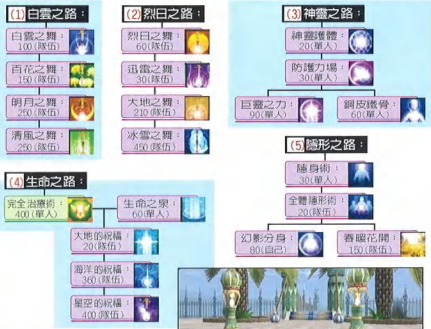 (1)白雲之路：
白雲之舞：
100(隊伍)
百花之舞：
150(隊伍)
明月之舞：
250(隊伍)
清風之舞：
250(隊伍)
(2)烈日之路：
烈日之舞：
60(隊伍)
迅雷之舞：
30(隊伍)
大地之舞：
210(隊伍)
冰雪之舞：
450(隊伍)
(3)神靈之路：
神靈護體：
20(單人)
防護力場：
30(單人)
巨靈之力：
90(單人)
鋼皮鐵骨：
60(單人)
(4)生命之路：
完全治療術：
400(單人)
生命之泉：
60(單人)
大地的祝福：
20(隊伍)
海洋的祝福：
360(隊伍)
星空的祝福：
400(隊伍)
(5)隱形之路：
隱身術：
30(單人)
全體隱形術：
20(隊伍)
幻影分身：
80(自己)
春暖花開：
150(隊伍)